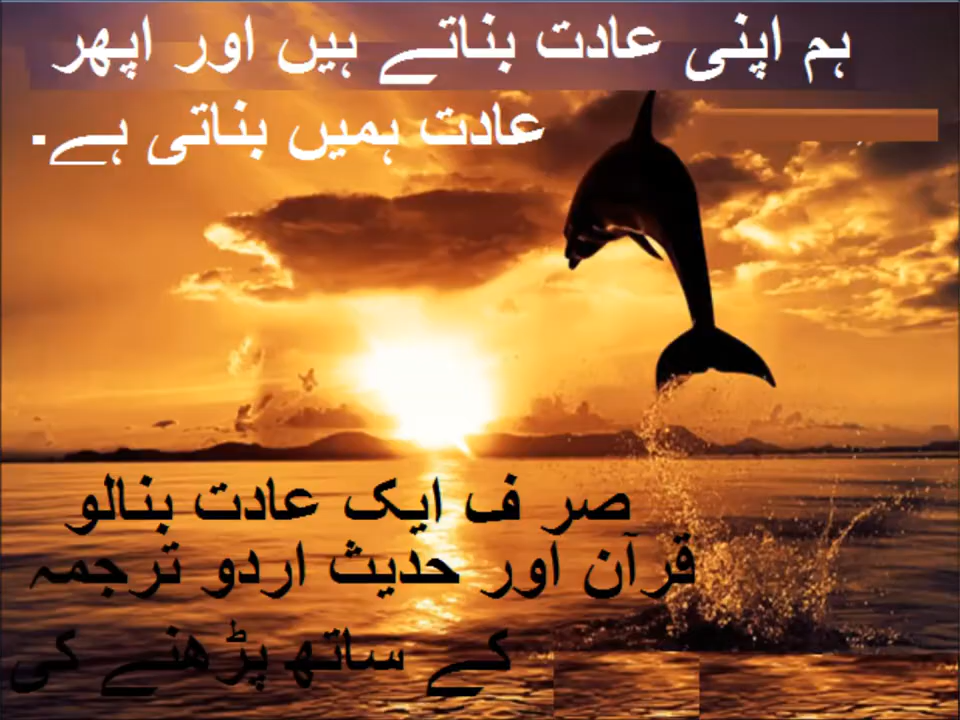 ہم اپنی عادت بناتے ہیں اور اپھر
عادت ہمیں بناتی ہے.
صر ف ایک عادت بنالو
قرآن اور حدیث اردو ترجمہ
کے ساتھ پڑھنے کی